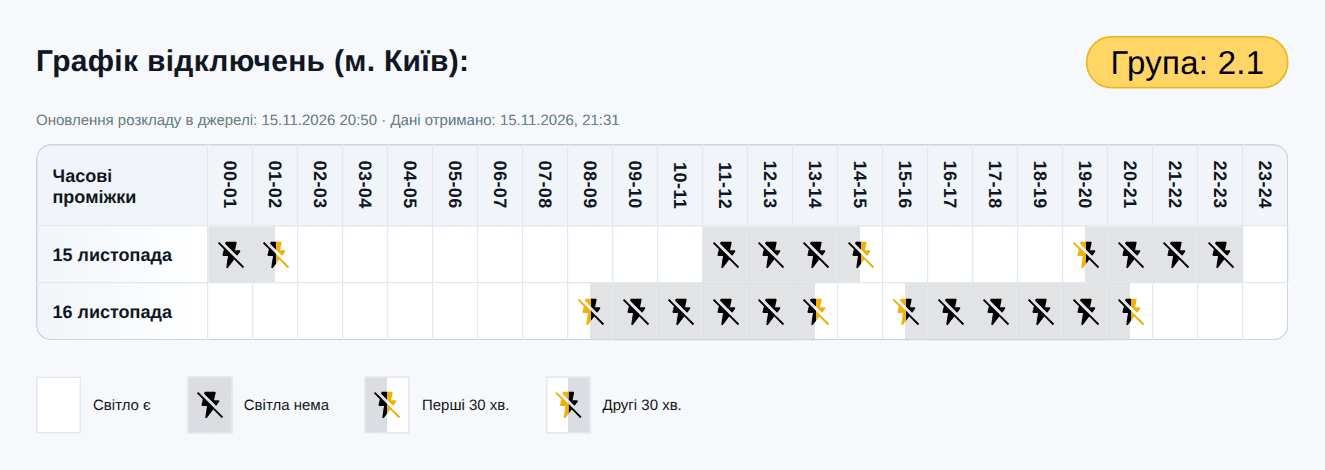 Графік відключень (м. Київ):
Група: 2.1
Оновлення розкладу в джерелі: 15.11.2026 20:50 · Дані отримано: 15.11.2026, 21:31
Часові
проміжки
00-01
01-02
02-03
03-04
04-05
05-06
06-07
07-08
08-09
09-10
10-11
11-12
12-13
13-14
14-15
15-16
16-17
17-18
18-19
19-20
20-21
21-22
22-23
23-24
15 листопада
16 листопада
Світло є
Світла нема
Перші 30 хв.
Другі 30 хв.